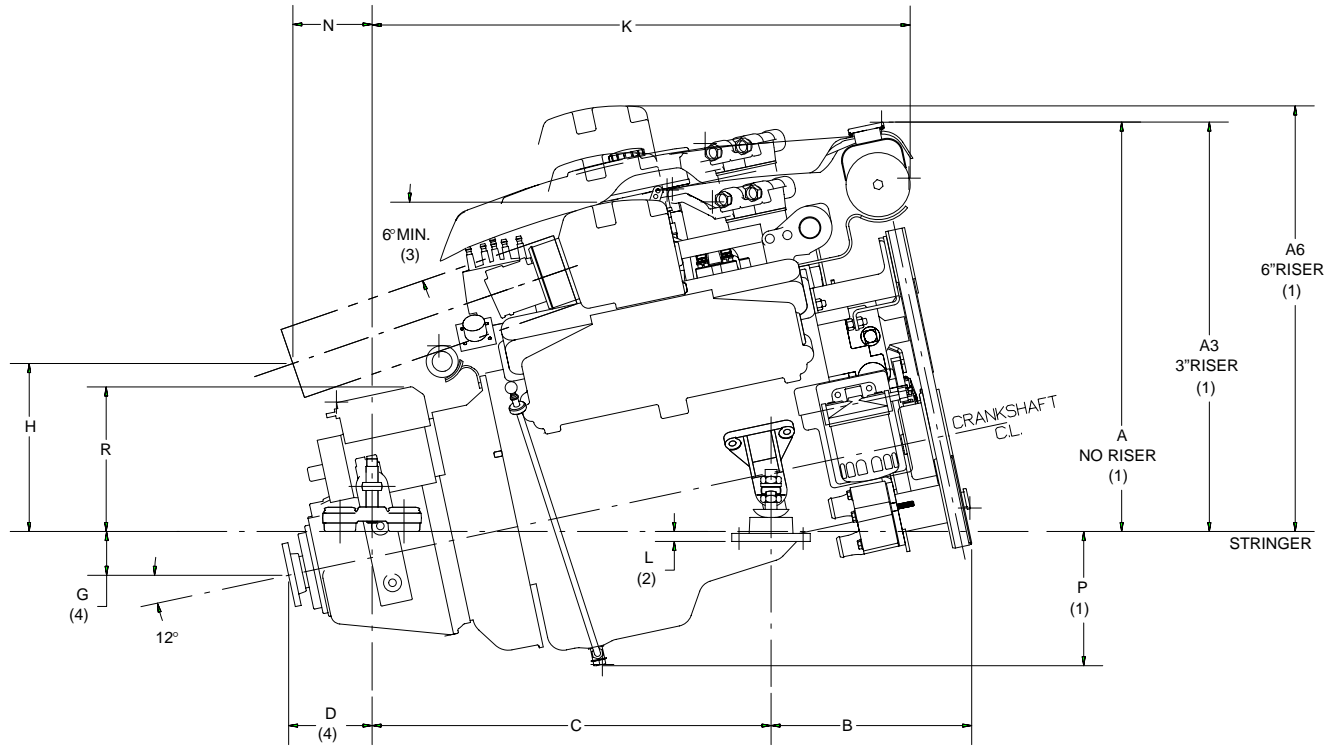 N
K
6°MIN.
(3)
A6
6"RISER
(1)
A3
3"RISER
(1)
A
NO RISER
(1)
H
R
CRANKSHAFT
C.L.
STRINGER
L
(2)
G
(4)
12°
P
(1)
D
(4)
C
B